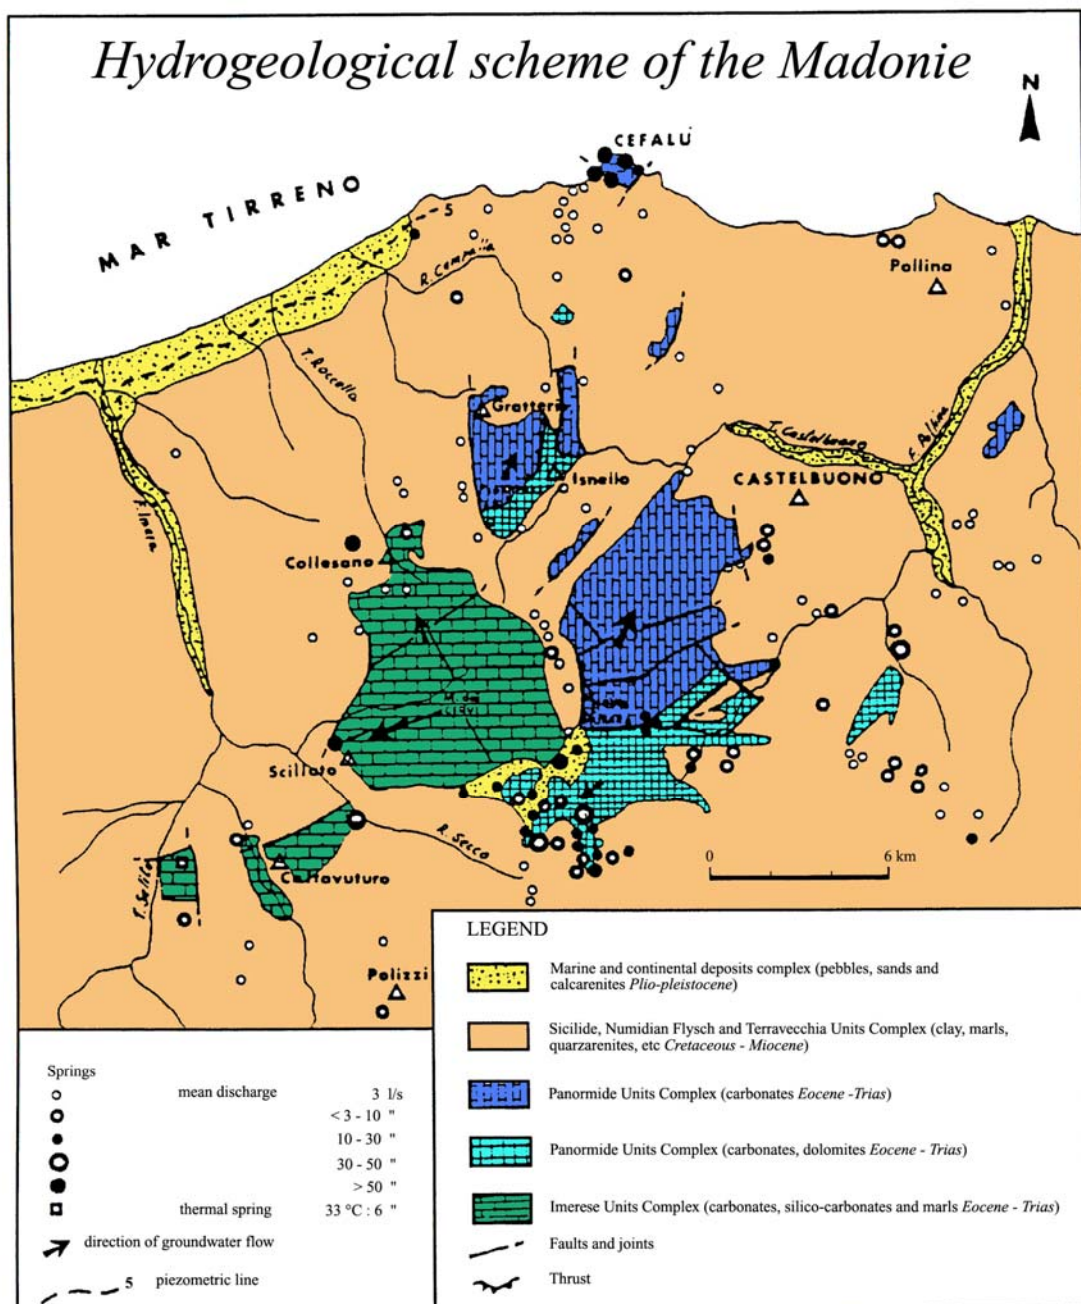 Hydrogeological scheme of the Madonie
N
CEFALÙ
MAR TIRRENO
5
R. Campella
Pollina
T. Roccella
Gratteri
Isnello
T. Castelbuono
F. Pollina
CASTELBUONO
F. Imera
Collesano
M. dei
CERVI
Scillato
R. Secco
0 6 km
Caltavuturo
T. Salito
Polizzi
LEGEND
Marine and continental deposits complex (pebbles, sands and
calcarenites Plio-pleistocene)
Sicilide, Numidian Flysch and Terravecchia Units Complex (clay, marls,
quarzarenites, etc Cretaceous - Miocene)
Panormide Units Complex (carbonates Eocene -Trias)
Panormide Units Complex (carbonates, dolomites Eocene - Trias)
Imerese Units Complex (carbonates, silico-carbonates and marls Eocene - Trias)
Faults and joints
Thrust
Springs
mean discharge 3 l/s
< 3 - 10 "
10 - 30 "
30 - 50 "
> 50 "
thermal spring 33 °C : 6 "
direction of groundwater flow
5 piezometric line